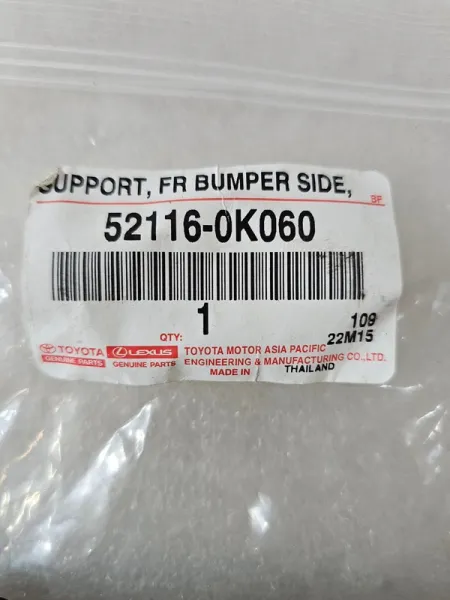 SUPPORT, FR BUMPER SIDE,
BF
52116-0K060
QTY: 1
109
22M15
TOYOTA LEXUS TOYOTA MOTOR ASIA PACIFIC
GENUINE PARTS GENUINE PARTS ENGINEERING & MANUFACTURING CO.,LTD.
MADE IN THAILAND